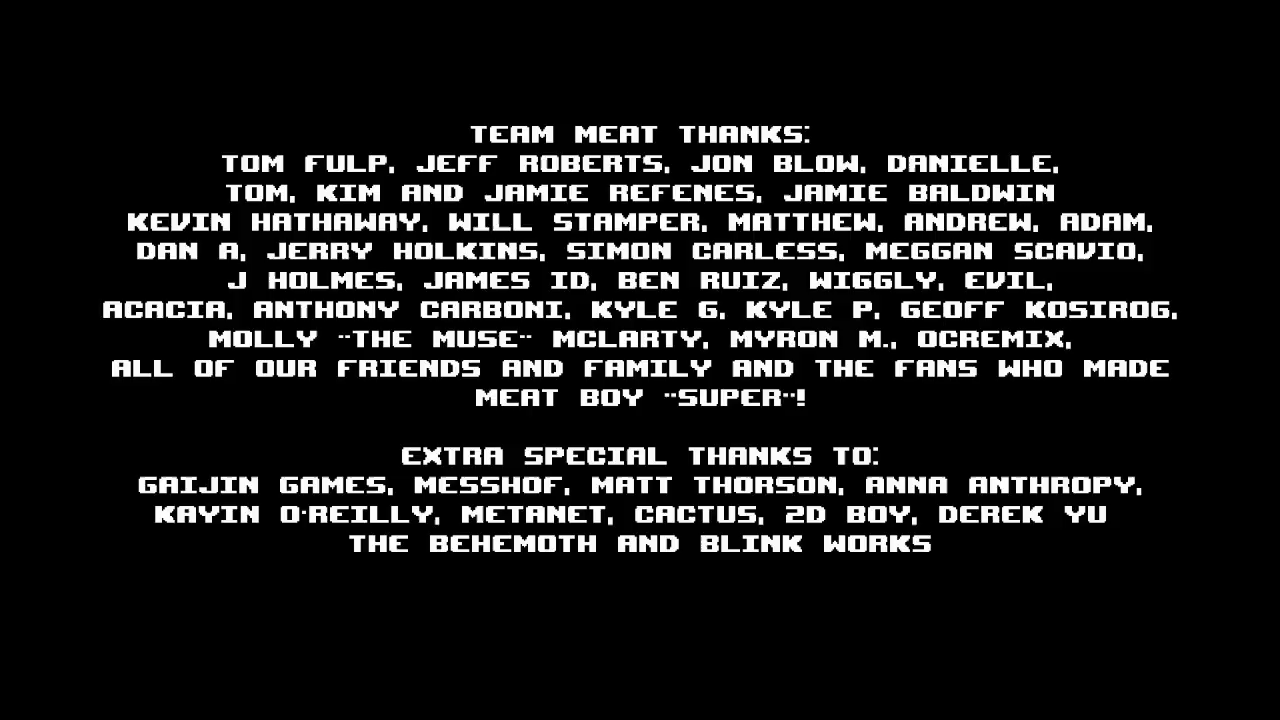 TEAM MEAT THANKS:
TOM FULP, JEFF ROBERTS, JON BLOW, DANIELLE,
TOM, KIM AND JAMIE REFENES, JAMIE BALDWIN
KEVIN HATHAWAY, WILL STAMPER, MATTHEW, ANDREW, ADAM,
DAN A, JERRY HOLKINS, SIMON CARLESS, MEGGAN SCAVIO,
J HOLMES, JAMES ID, BEN RUIZ, WIGGLY, EVIL,
ACACIA, ANTHONY CARBONI, KYLE G, KYLE P, GEOFF KOSIROG,
MOLLY "THE MUSE" MCLARTY, MYRON M., OCREMIX,
ALL OF OUR FRIENDS AND FAMILY AND THE FANS WHO MADE
MEAT BOY "SUPER"!
EXTRA SPECIAL THANKS TO:
GAIJIN GAMES, MESSHOF, MATT THORSON, ANNA ANTHROPY,
KAYIN O'REILLY, METANET, CACTUS, 2D BOY, DEREK YU
THE BEHEMOTH AND BLINK WORKS